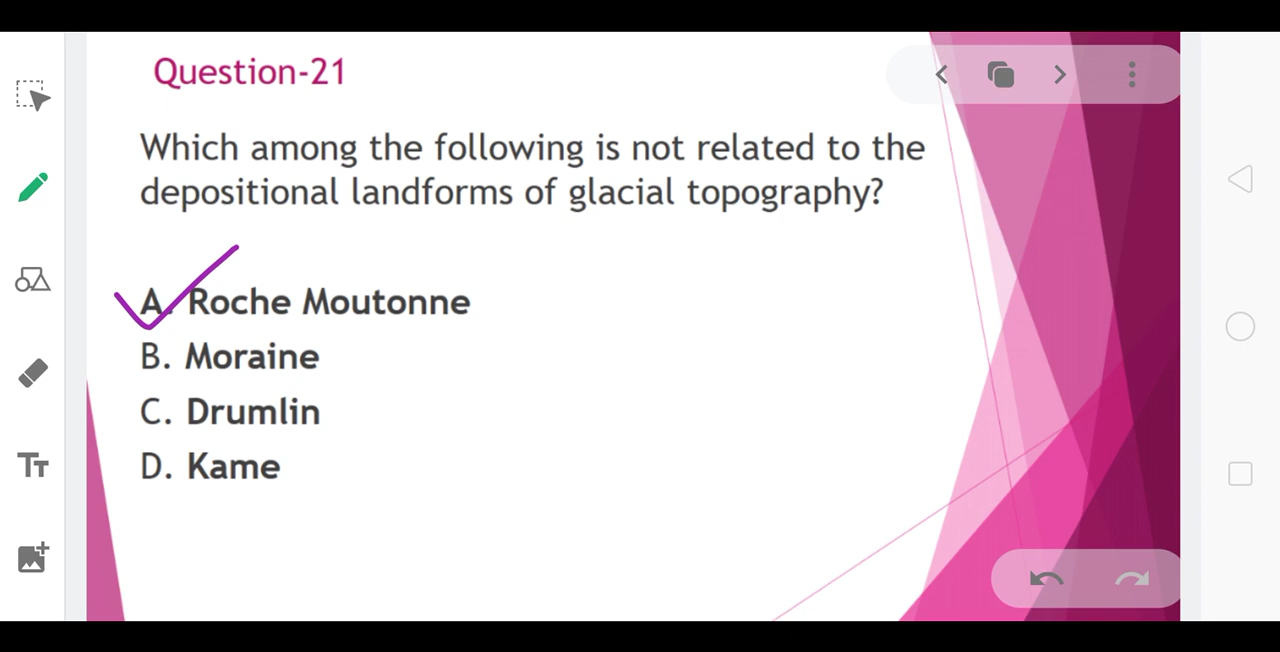 Question-21
Which among the following is not related to the
depositional landforms of glacial topography?
A. Roche Moutonne
B. Moraine
C. Drumlin
D. Kame
TT